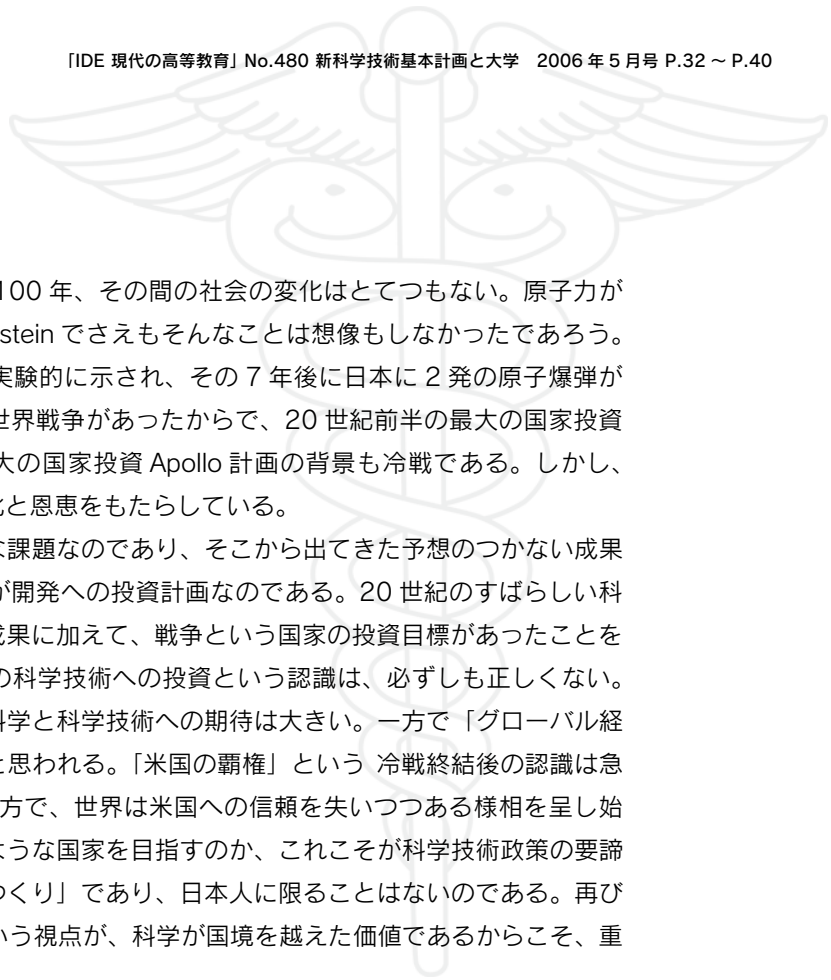 「IDE 現代の高等教育」No.480 新科学技術基本計画と大学　2006 年 5 月号 P.32 ～ P.40
100 年、その間の社会の変化はとてつもない。原子力が
stein でさえもそんなことは想像もしなかったであろう。
実験的に示され、その 7 年後に日本に 2 発の原子爆弾が
世界戦争があったからで、20 世紀前半の最大の国家投資
大の国家投資 Apollo 計画の背景も冷戦である。しかし、
と恩恵をもたらしている。
な課題なのであり、そこから出てきた予想のつかない成果
が開発への投資計画なのである。20 世紀のすばらしい科
成果に加えて、戦争という国家の投資目標があったことを
の科学技術への投資という認識は、必ずしも正しくない。
科学と科学技術への期待は大きい。一方で「グローバル経
と思われる。「米国の覇権」という 冷戦終結後の認識は急
方で、世界は米国への信頼を失いつつある様相を呈し始
ような国家を目指すのか、これこそが科学技術政策の要諦
つくり」であり、日本人に限ることはないのである。再び
いう視点が、科学が国境を越えた価値であるからこそ、重